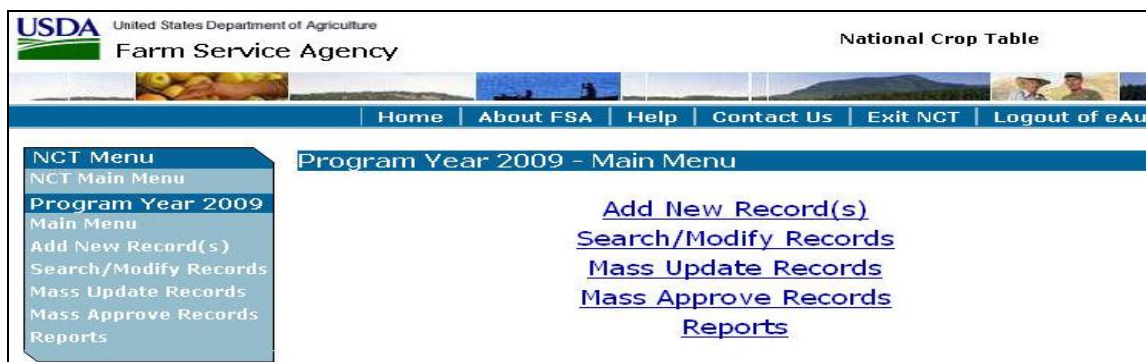 USDA United States Department of Agriculture
Farm Service Agency
National Crop Table
Home | About FSA | Help | Contact Us | Exit NCT | Logout of eAu
NCT Menu
NCT Main Menu
Program Year 2009
Main Menu
Add New Record(s)
Search/Modify Records
Mass Update Records
Mass Approve Records
Reports
Program Year 2009 - Main Menu
Add New Record(s)
Search/Modify Records
Mass Update Records
Mass Approve Records
Reports